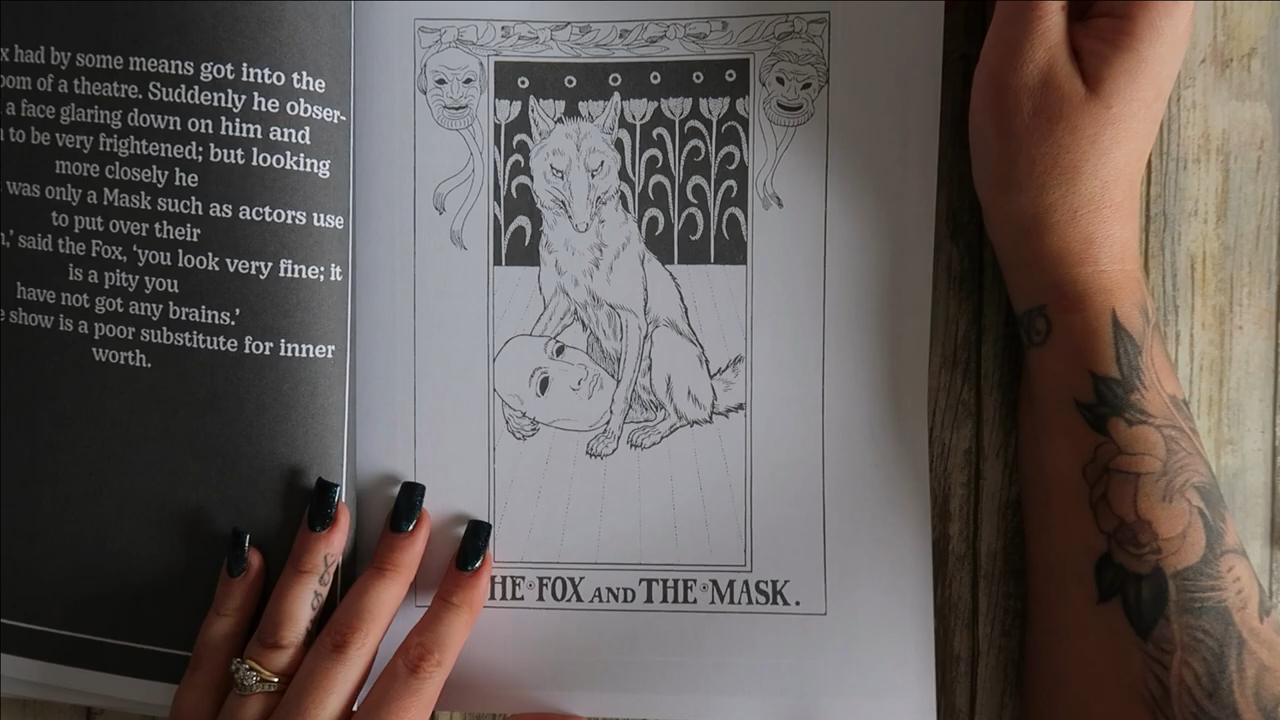 x had by some means got into the
oom of a theatre. Suddenly he obser-
a face glaring down on him and
to be very frightened; but looking
more closely he
was only a Mask such as actors use
to put over their
,' said the Fox, 'you look very fine; it
is a pity you
have not got any brains.'
e show is a poor substitute for inner
worth.
HE FOX AND THE MASK.